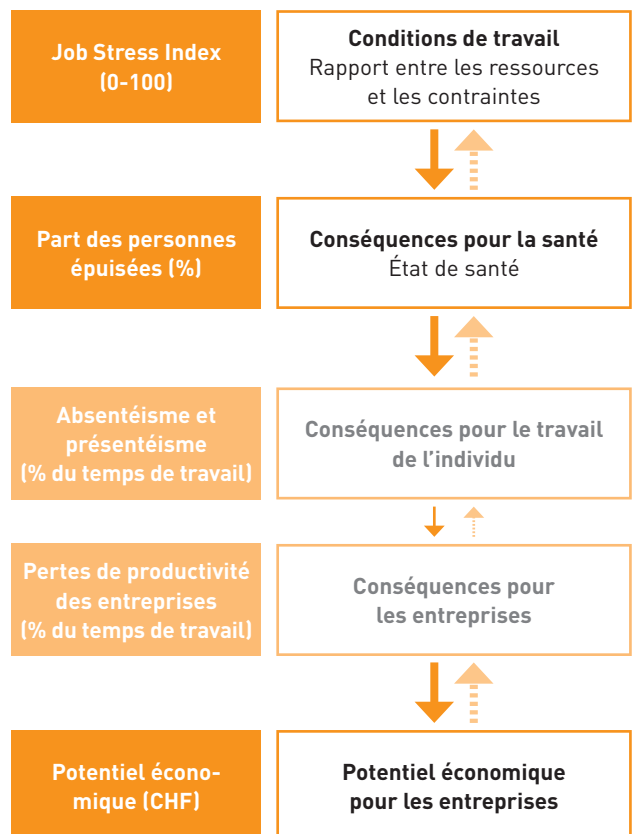 Job Stress Index
(0-100)
Conditions de travail
Rapport entre les ressources
et les contraintes
Part des personnes
épuisées (%)
Conséquences pour la santé
État de santé
Absentéisme et
présentéisme
(% du temps de travail)
Conséquences pour le travail
de l’individu
Pertes de productivité
des entreprises
(% du temps de travail)
Conséquences pour
les entreprises
Potentiel écono-
mique (CHF)
Potentiel économique
pour les entreprises